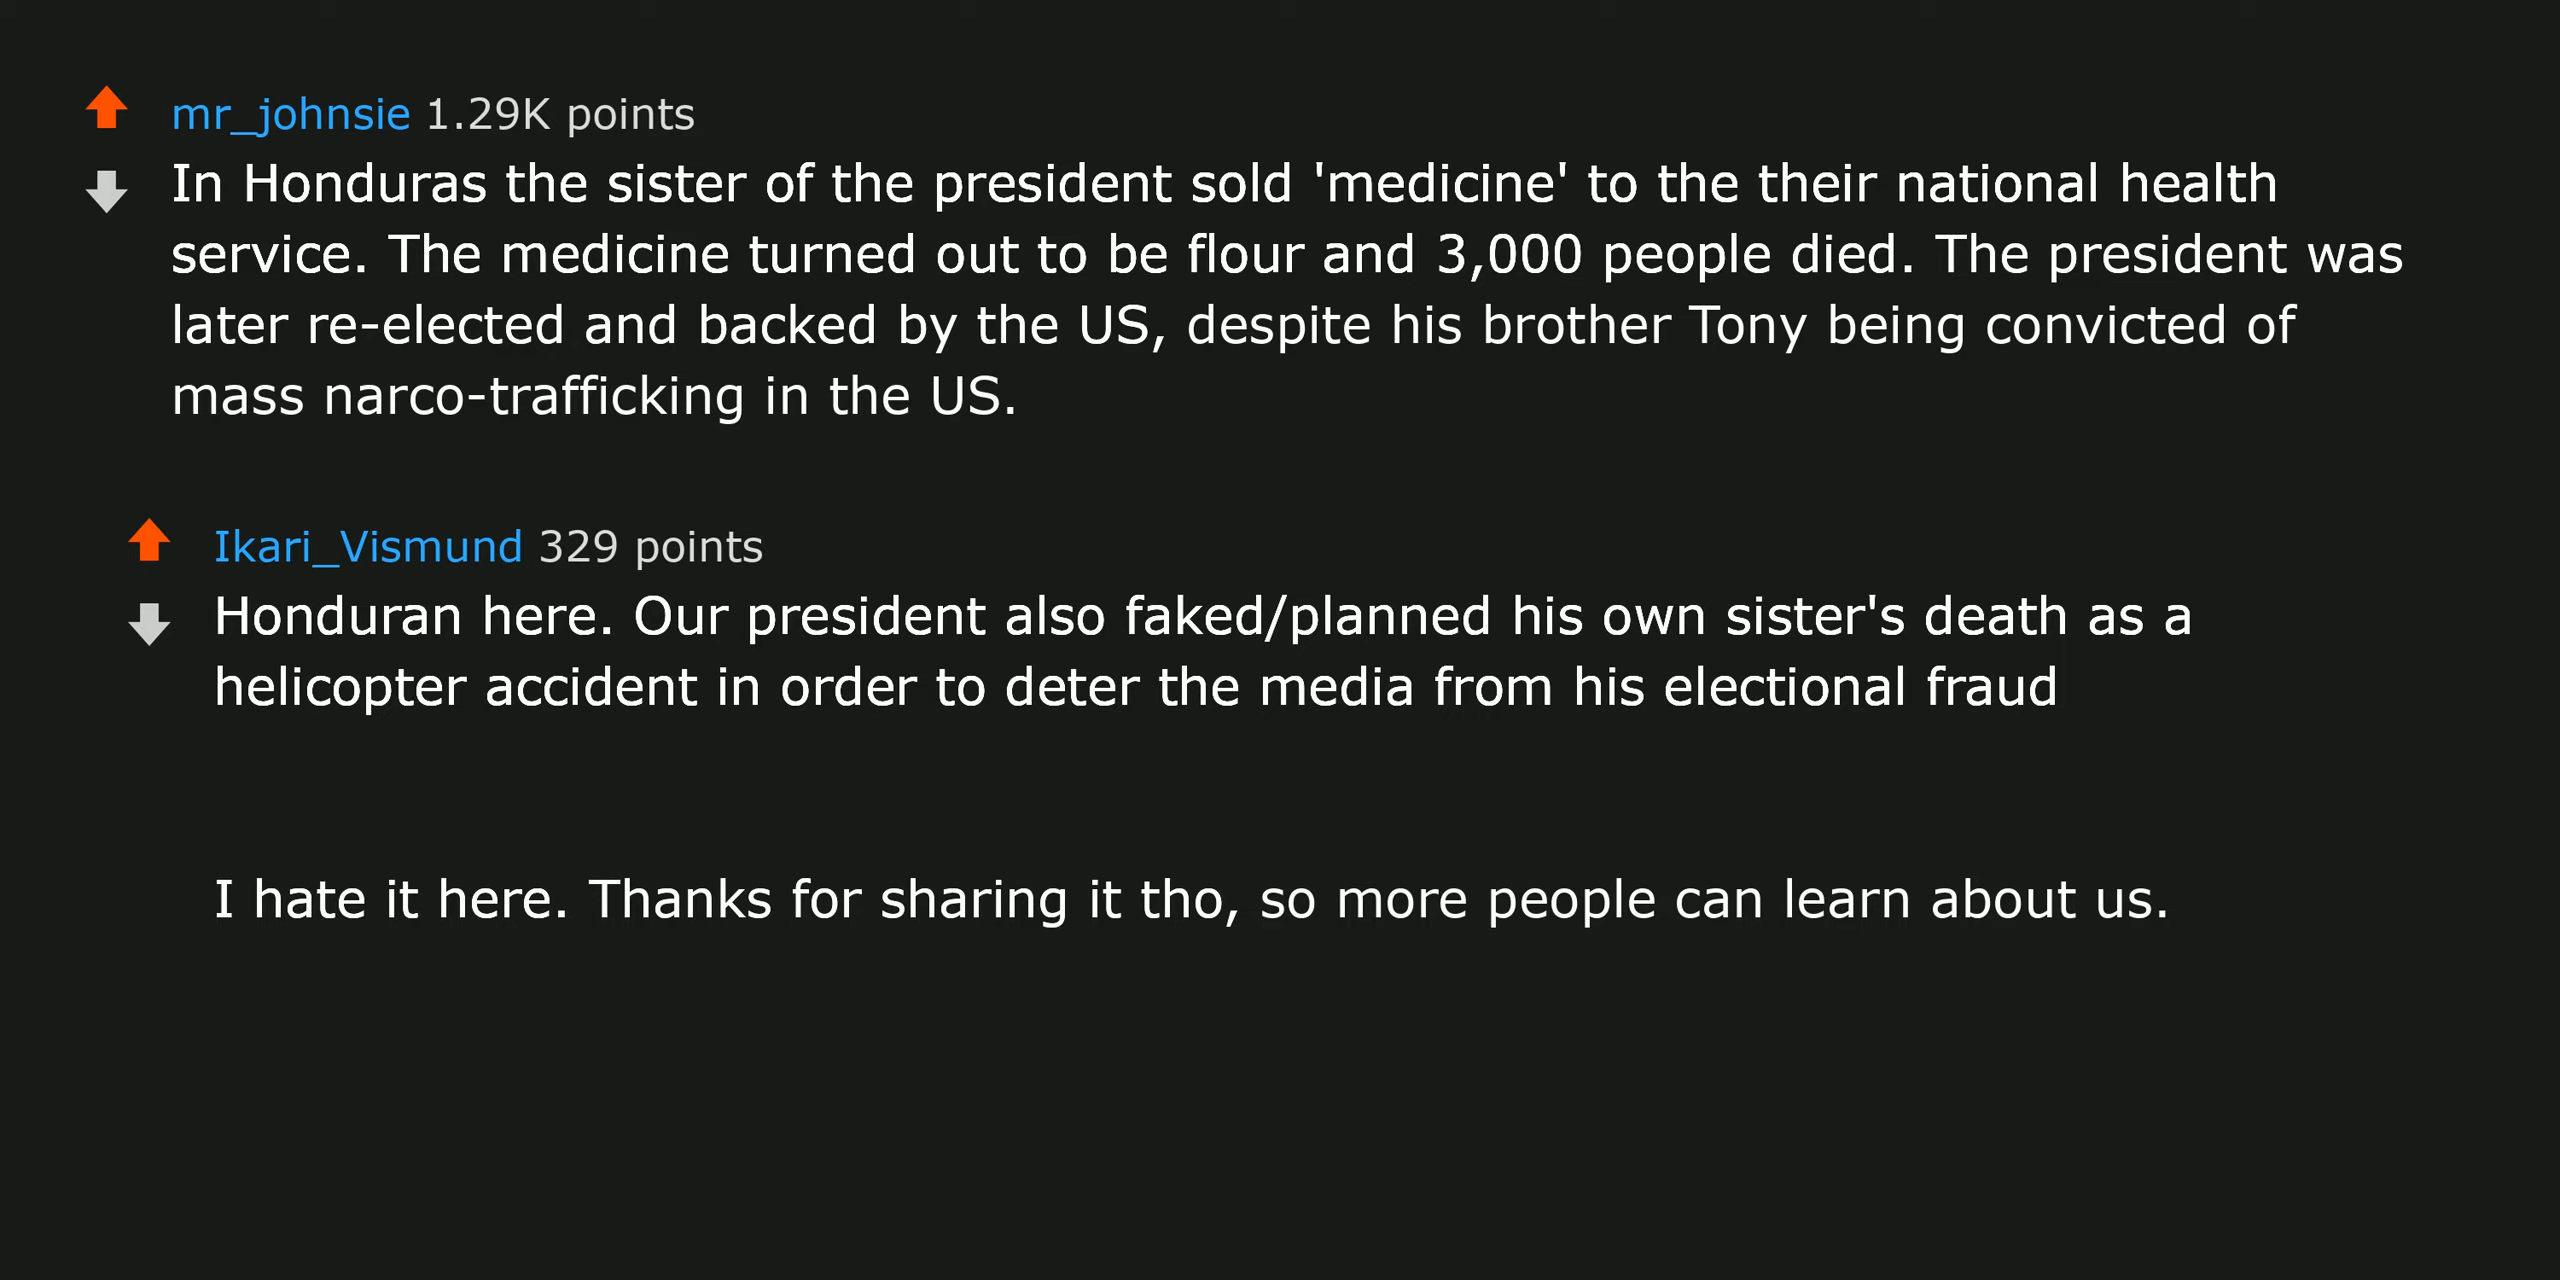 mr_johnsie 1.29K points
In Honduras the sister of the president sold 'medicine' to the their national health
service. The medicine turned out to be flour and 3,000 people died. The president was
later re-elected and backed by the US, despite his brother Tony being convicted of
mass narco-trafficking in the US.
Ikari_Vismund 329 points
Honduran here. Our president also faked/planned his own sister's death as a
helicopter accident in order to deter the media from his electional fraud
I hate it here. Thanks for sharing it tho, so more people can learn about us.